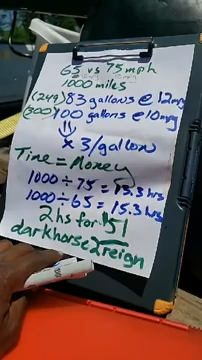 65 vs 75 mph
1000 miles
(249) 83 gallons @ 12mpg
(300) 100 gallons @ 10mpg
x 3/gallon
Time = Money
1000 ÷ 75 = 13.3 hrs
1000 ÷ 65 = 15.3 hrs
2 hs for $51
darkhorse2reign